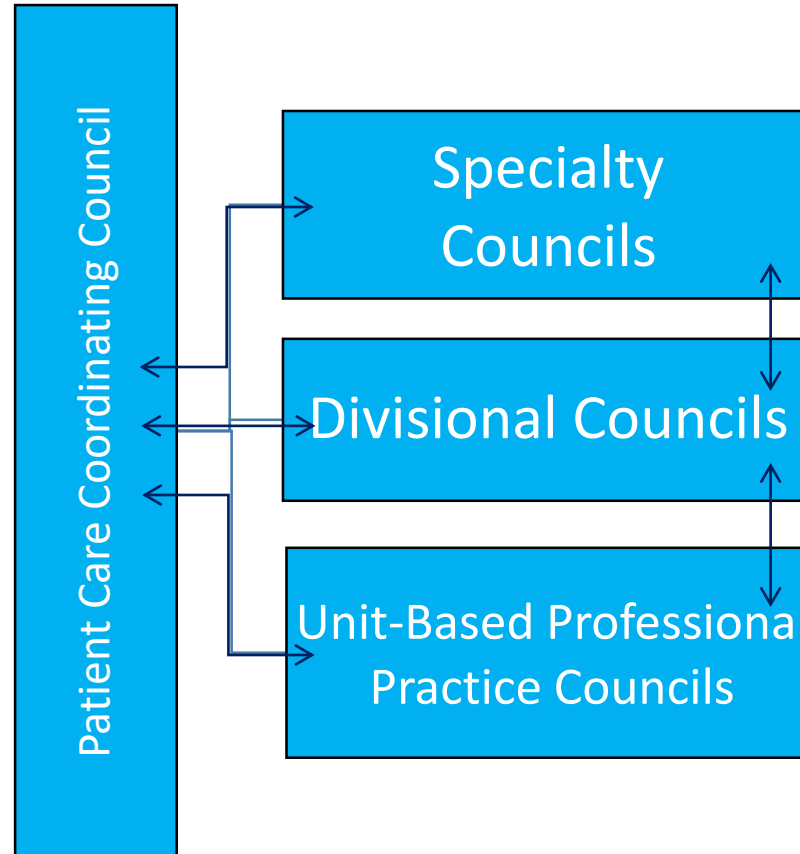 Patient Care Coordinating Council
Specialty
Councils
Divisional Councils
Unit-Based Professiona
Practice Councils